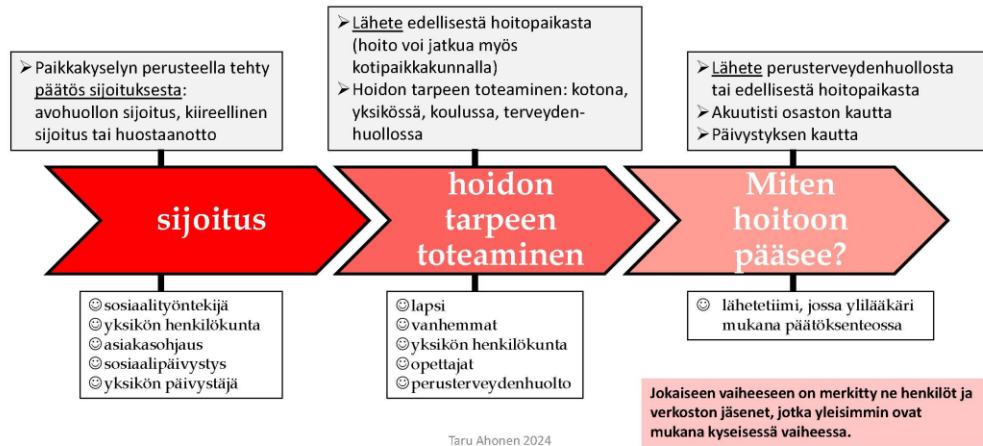 ➢ Paikkakyselyn perusteella tehty
päätös sijoituksesta:
avohuollon sijoitus, kiireellinen
sijoitus tai huostaanotto
➢ Lähete edellisestä hoitopaikasta
(hoito voi jatkua myös
kotipaikkakunnalla)
➢ Hoidon tarpeen toteaminen: kotona,
yksikössä, koulussa, terveyden-
huollossa
➢ Lähete perusterveydenhuollosta
tai edellisestä hoitopaikasta
➢ Akuutisti osaston kautta
➢ Päivystyksen kautta
sijoitus
hoidon
tarpeen
toteaminen
Miten
hoitoon
pääsee?
☺ sosiaalityöntekijä
☺ yksikön henkilökunta
☺ asiakasohjaus
☺ sosiaalipäivystys
☺ yksikön päivystäjä
☺ lapsi
☺ vanhemmat
☺ yksikön henkilökunta
☺ opettajat
☺ perusterveydenhuolto
☺ lähetetiimi, jossa ylilääkäri
mukana päätöksenteossa
Jokaiseen vaiheeseen on merkitty ne henkilöt ja
verkoston jäsenet, jotka yleisimmin ovat
mukana kyseisessä vaiheessa.
Taru Ahonen 2024